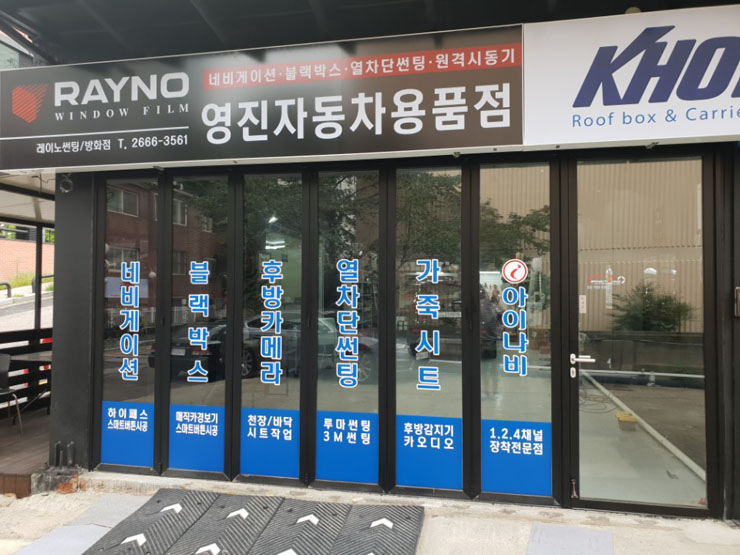 RAYNO
WINDOW FILM
레이노썬팅/방화점 T. 2666-3561
네비게이션·블랙박스·열차단썬팅·원격시동기
영진자동차용품점
Roof box & Carrie
네비게이션
하이패스
스마트버튼시공
블랙박스
매직카경보기
스마트버튼시공
후방카메라
천장/바닥
시트작업
열차단썬팅
루마썬팅
3M썬팅
가죽시트
후방감지기
카오디오
아이나비
1.2.4채널
장착전문점